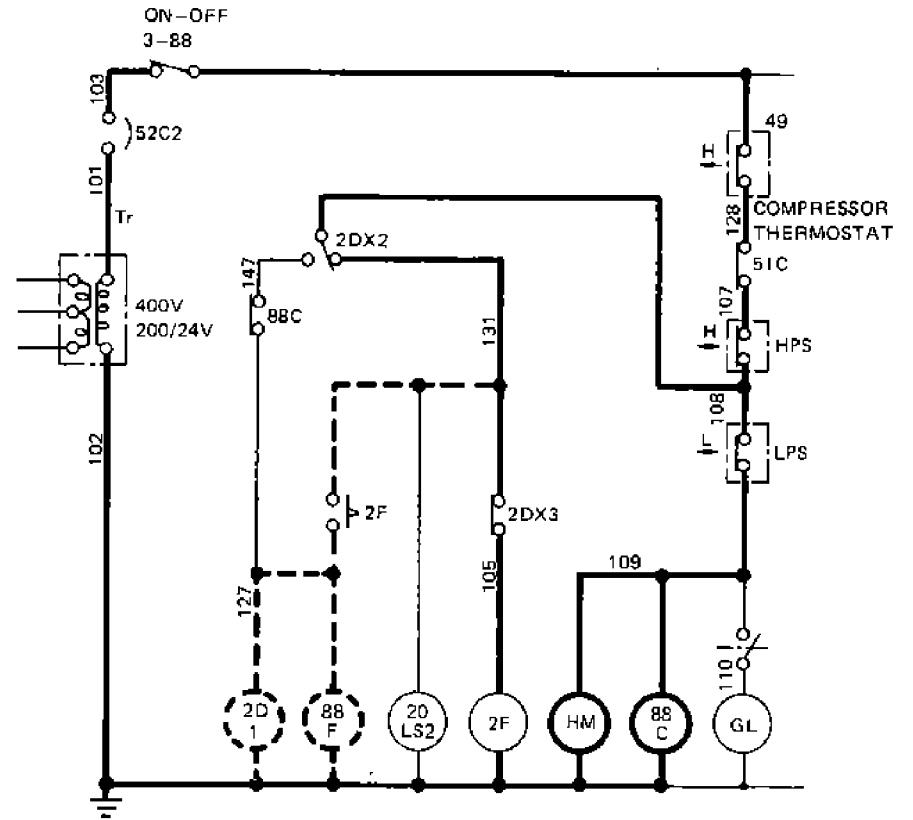 ON-OFF
3-88
103
52C2
101
Tr
400V
200/24V
102
49
H
128
COMPRESSOR
THERMOSTAT
51C
107
H
HPS
108
LPS
2DX2
147
88C
131
2F
2DX3
105
109
127
110
2D
1
88
F
20
LS2
2F
HM
88
C
GL